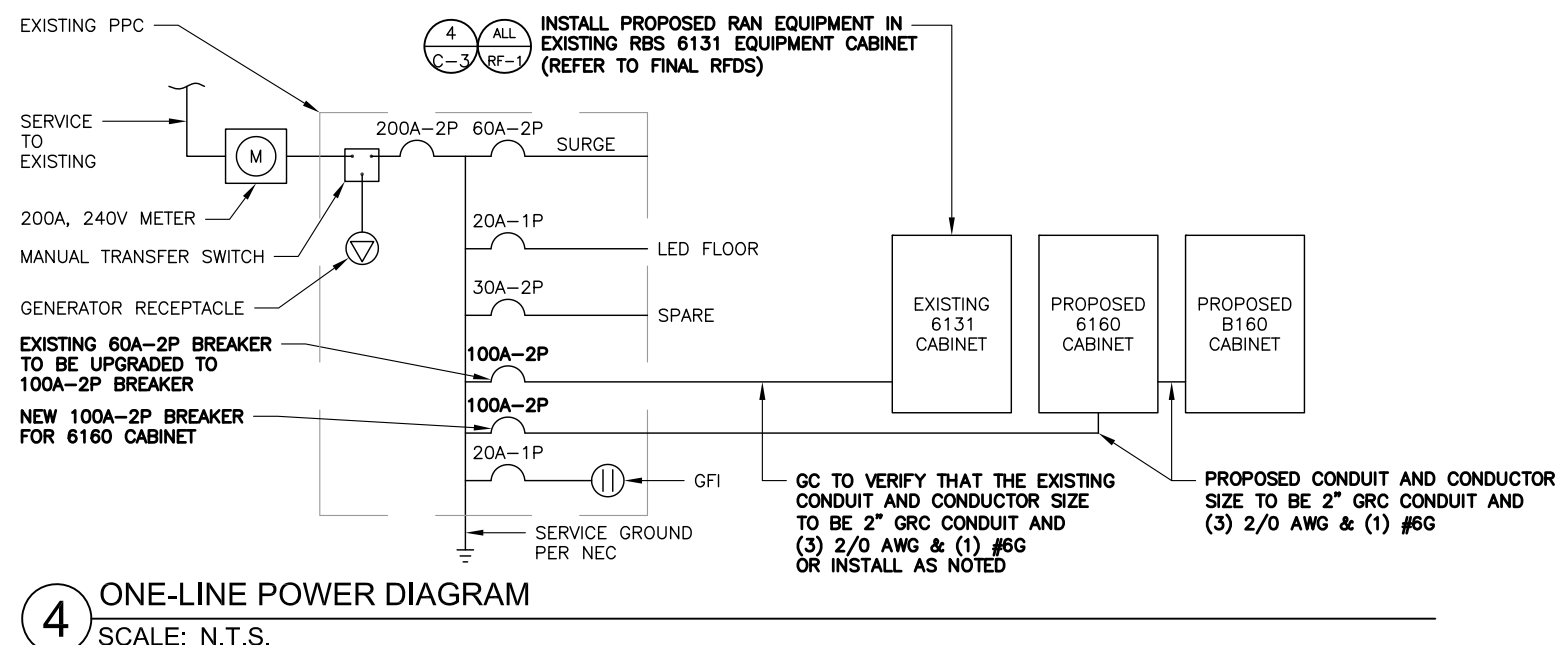 EXISTING PPC
4
C-3
ALL
RF-1
INSTALL PROPOSED RAN EQUIPMENT IN
EXISTING RBS 6131 EQUIPMENT CABINET
(REFER TO FINAL RFDS)
SERVICE
TO
EXISTING
M
200A-2P
60A-2P
SURGE
200A, 240V METER
MANUAL TRANSFER SWITCH
GENERATOR RECEPTACLE
20A-1P
LED FLOOR
30A-2P
SPARE
EXISTING 60A-2P BREAKER
TO BE UPGRADED TO
100A-2P BREAKER
100A-2P
NEW 100A-2P BREAKER
FOR 6160 CABINET
100A-2P
20A-1P
GFI
SERVICE GROUND
PER NEC
EXISTING
6131
CABINET
PROPOSED
6160
CABINET
PROPOSED
B160
CABINET
GC TO VERIFY THAT THE EXISTING
CONDUIT AND CONDUCTOR SIZE
TO BE 2" GRC CONDUIT AND
(3) 2/0 AWG & (1) #6G
OR INSTALL AS NOTED
PROPOSED CONDUIT AND CONDUCTOR
SIZE TO BE 2" GRC CONDUIT AND
(3) 2/0 AWG & (1) #6G
4
ONE-LINE POWER DIAGRAM
SCALE: N.T.S.